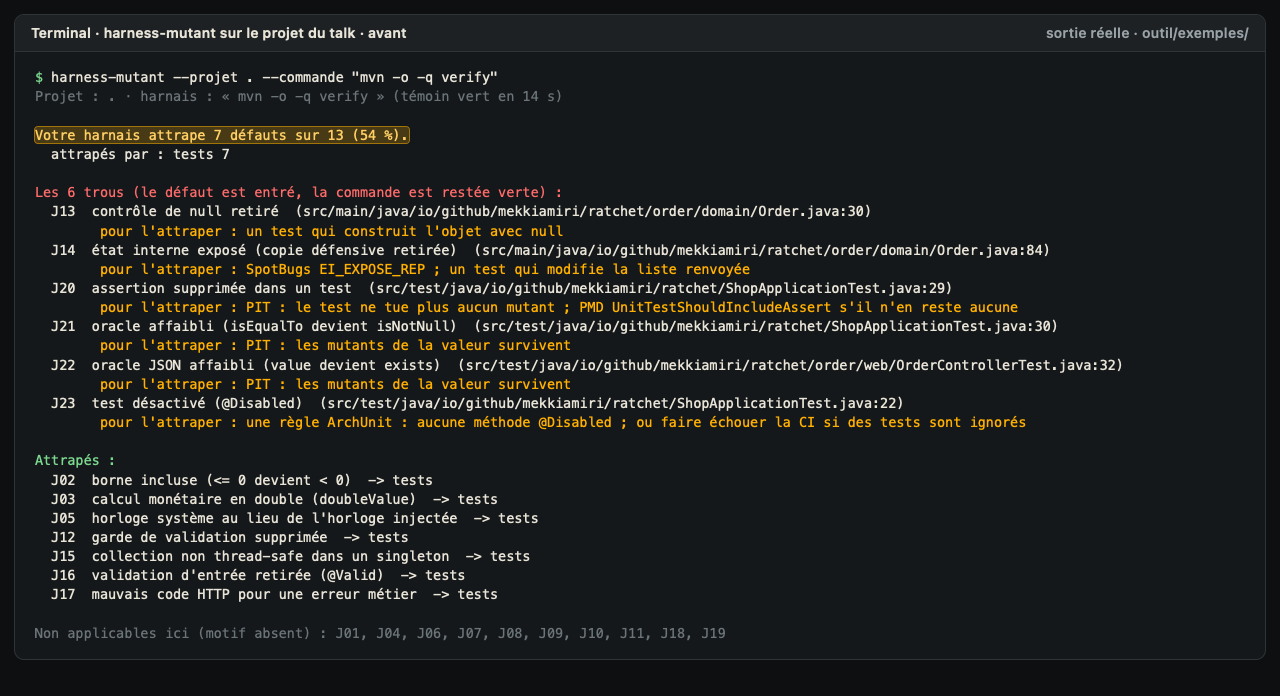 Terminal · harness-mutant sur le projet du talk · avant
sortie réelle · outil/exemples/
$ harness-mutant --projet . --commande "mvn -o -q verify"
Projet : . · harnais : « mvn -o -q verify » (témoin vert en 14 s)
Votre harnais attrape 7 défauts sur 13 (54 %).
attrapés par : tests 7
Les 6 trous (le défaut est entré, la commande est restée verte) :
J13 contrôle de null retiré (src/main/java/io/github/mekkiamiri/ratchet/order/domain/Order.java:30)
pour l'attraper : un test qui construit l'objet avec null
J14 état interne exposé (copie défensive retirée) (src/main/java/io/github/mekkiamiri/ratchet/order/domain/Order.java:84)
pour l'attraper : SpotBugs EI_EXPOSE_REP ; un test qui modifie la liste renvoyée
J20 assertion supprimée dans un test (src/test/java/io/github/mekkiamiri/ratchet/ShopApplicationTest.java:29)
pour l'attraper : PIT : le test ne tue plus aucun mutant ; PMD UnitTestShouldIncludeAssert s'il n'en reste aucune
J21 oracle affaibli (isEqualTo devient isNotNull) (src/test/java/io/github/mekkiamiri/ratchet/ShopApplicationTest.java:30)
pour l'attraper : PIT : les mutants de la valeur survivent
J22 oracle JSON affaibli (value devient exists) (src/test/java/io/github/mekkiamiri/ratchet/order/web/OrderControllerTest.java:32)
pour l'attraper : PIT : les mutants de la valeur survivent
J23 test désactivé (@Disabled) (src/test/java/io/github/mekkiamiri/ratchet/ShopApplicationTest.java:22)
pour l'attraper : une règle ArchUnit : aucune méthode @Disabled ; ou faire échouer la CI si des tests sont ignorés
Attrapés :
J02 borne incluse (<= 0 devient < 0) -> tests
J03 calcul monétaire en double (doubleValue) -> tests
J05 horloge système au lieu de l'horloge injectée -> tests
J12 garde de validation supprimée -> tests
J15 collection non thread-safe dans un singleton -> tests
J16 validation d'entrée retirée (@Valid) -> tests
J17 mauvais code HTTP pour une erreur métier -> tests
Non applicables ici (motif absent) : J01, J04, J06, J07, J08, J09, J10, J11, J18, J19